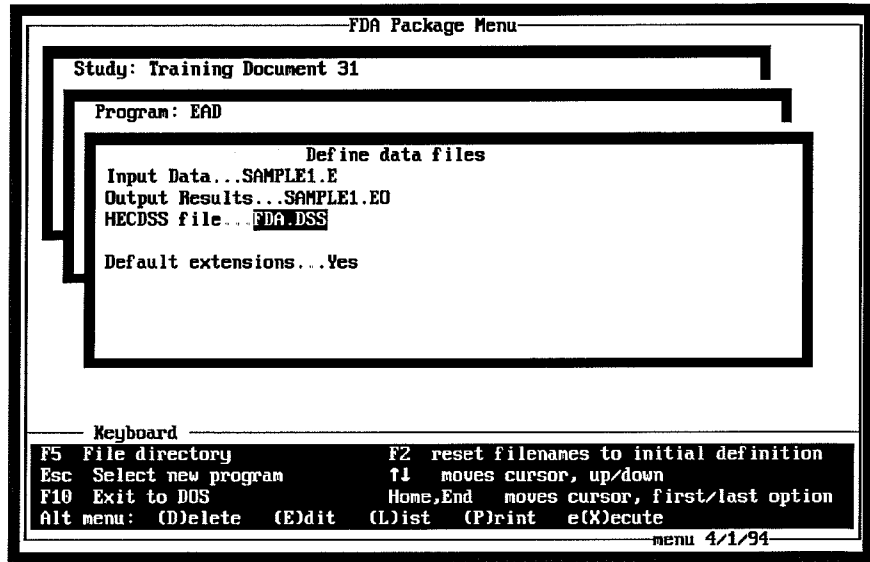 FDA Package Menu
Study: Training Document 31
Program: EAD
Define data files
Input Data...SAMPLE1.E
Output Results...SAMPLE1.EO
HECDSS file...FDA.DSS
Default extensions...Yes
Keyboard
F5 File directory F2 reset filenames to initial definition
Esc Select new program ↑↓ moves cursor, up/down
F10 Exit to DOS Home,End moves cursor, first/last option
Alt menu: (D)elete (E)dit (L)ist (P)rint e(X)ecute
menu 4/1/94